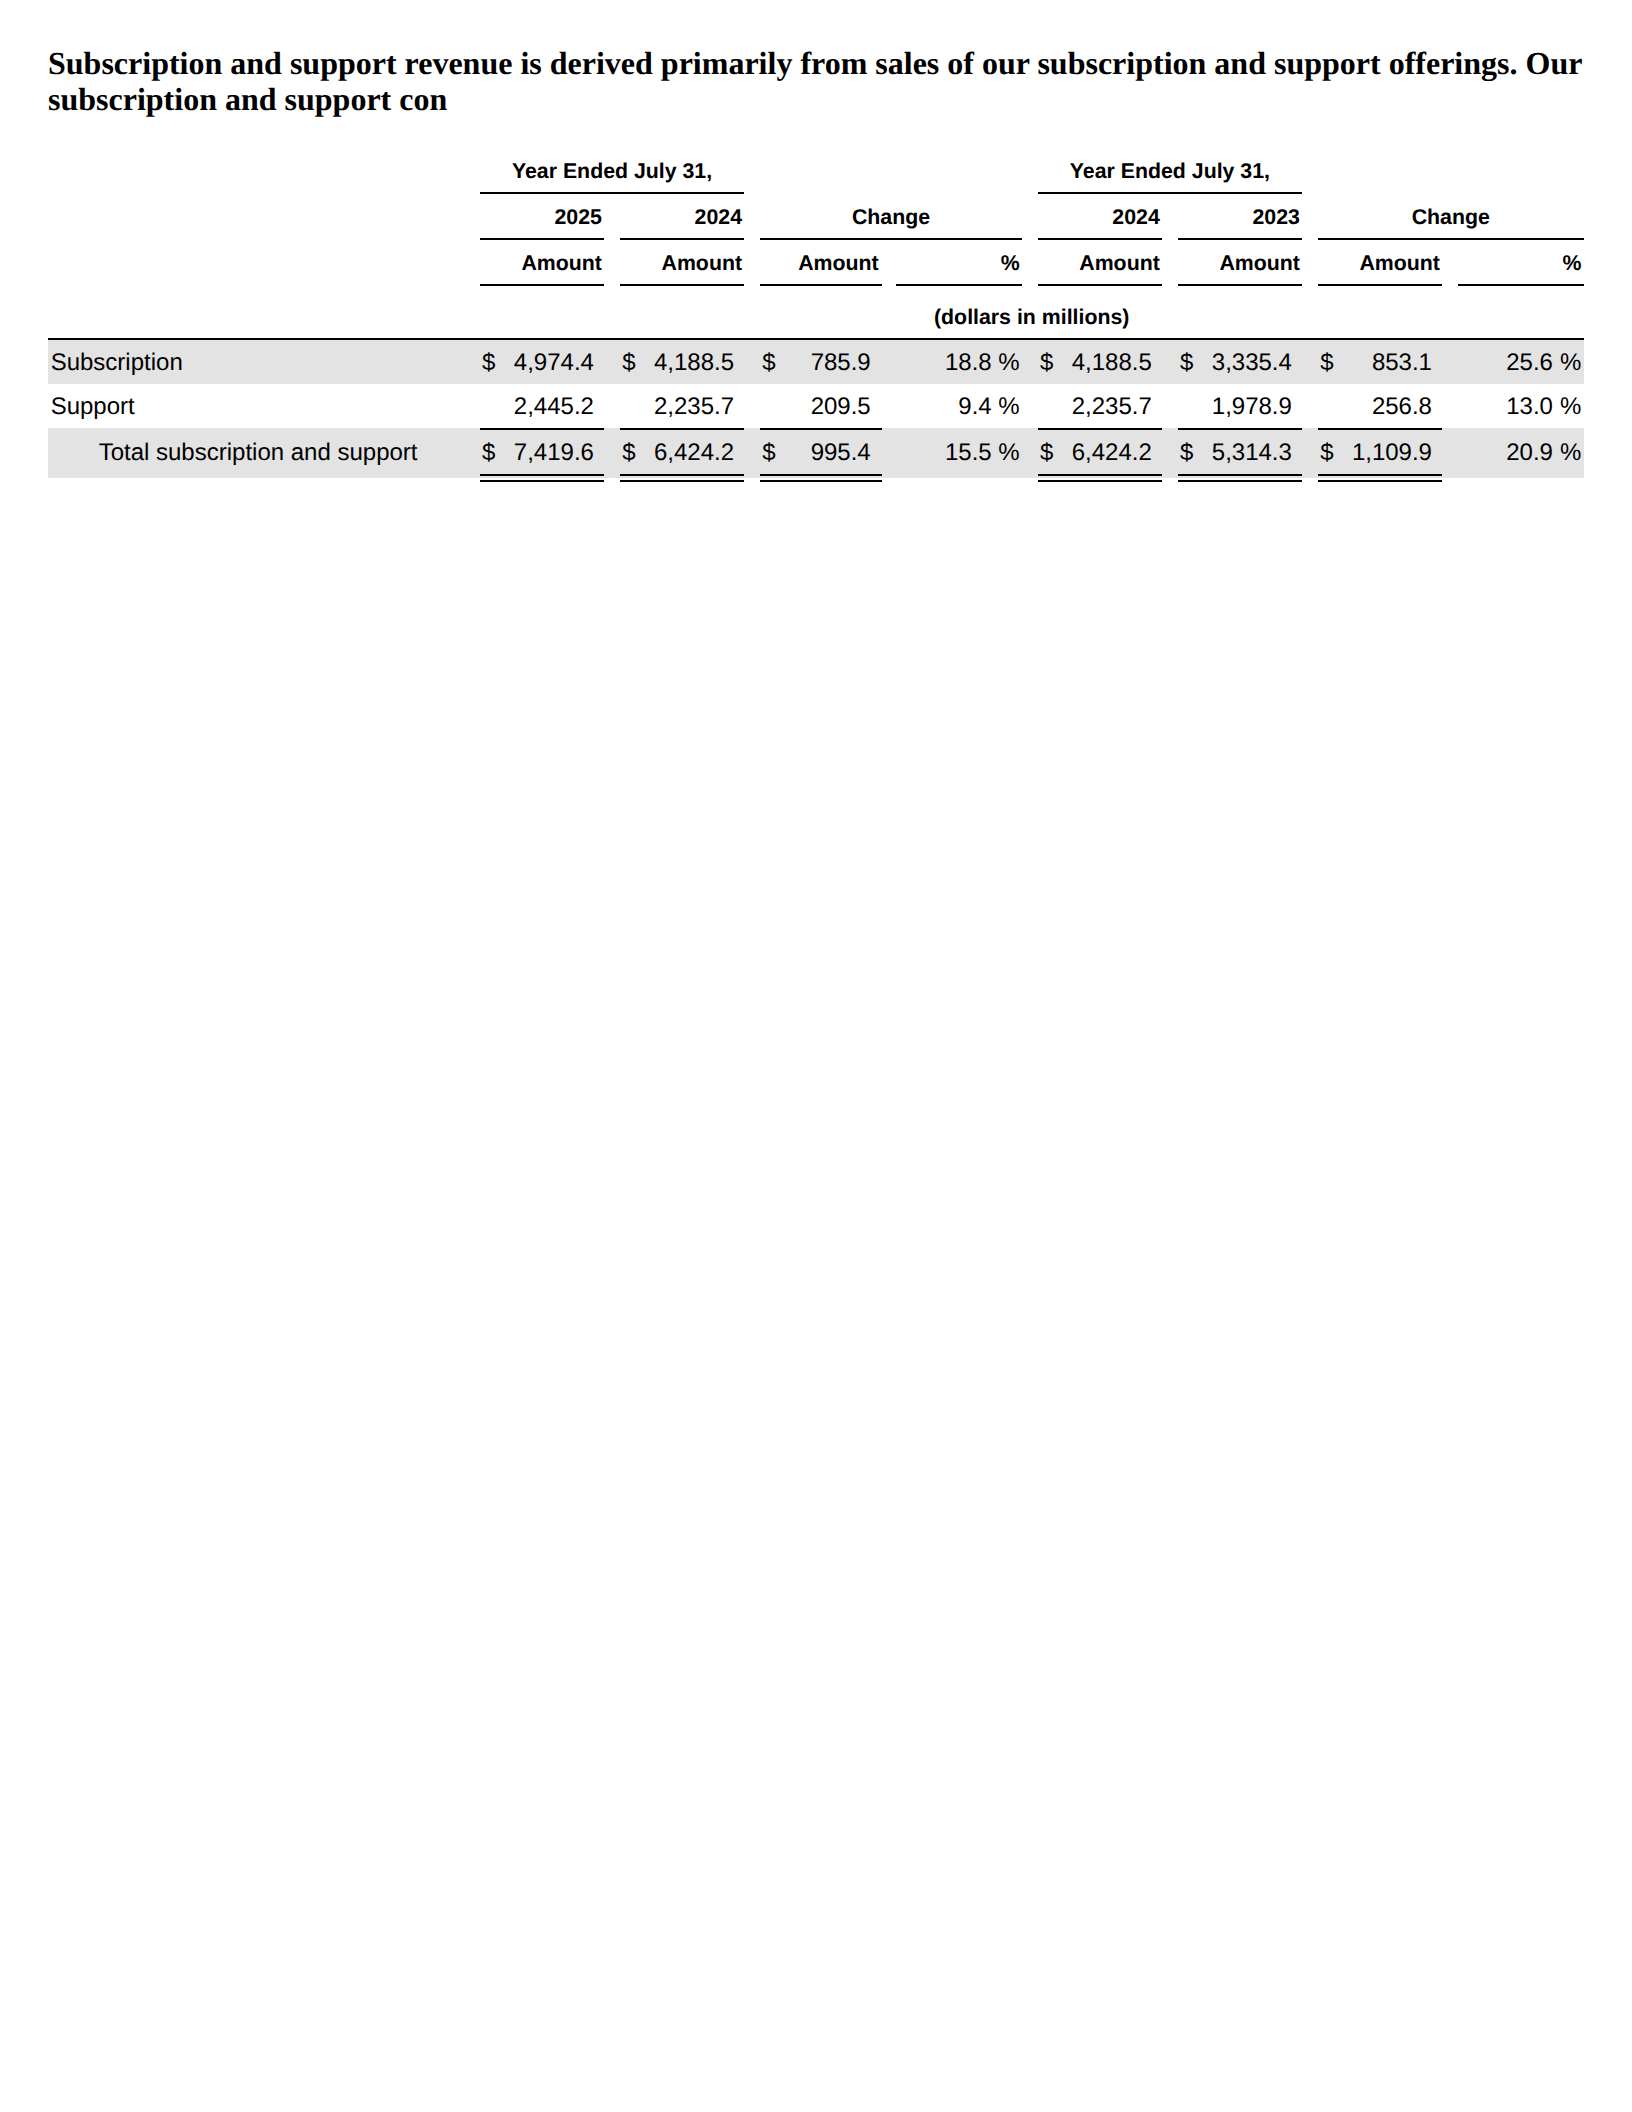 Subscription and support revenue is derived primarily from sales of our subscription and support offerings. Our
subscription and support con
Year Ended July 31, Year Ended July 31,
2025 2024 Change 2024 2023 Change
Amount Amount Amount % Amount Amount Amount %
(dollars in millions)
Subscription $ 4,974.4 $ 4,188.5 $ 785.9 18.8 % $ 4,188.5 $ 3,335.4 $ 853.1 25.6 %
Support 2,445.2 2,235.7 209.5 9.4 % 2,235.7 1,978.9 256.8 13.0 %
Total subscription and support $ 7,419.6 $ 6,424.2 $ 995.4 15.5 % $ 6,424.2 $ 5,314.3 $ 1,109.9 20.9 %